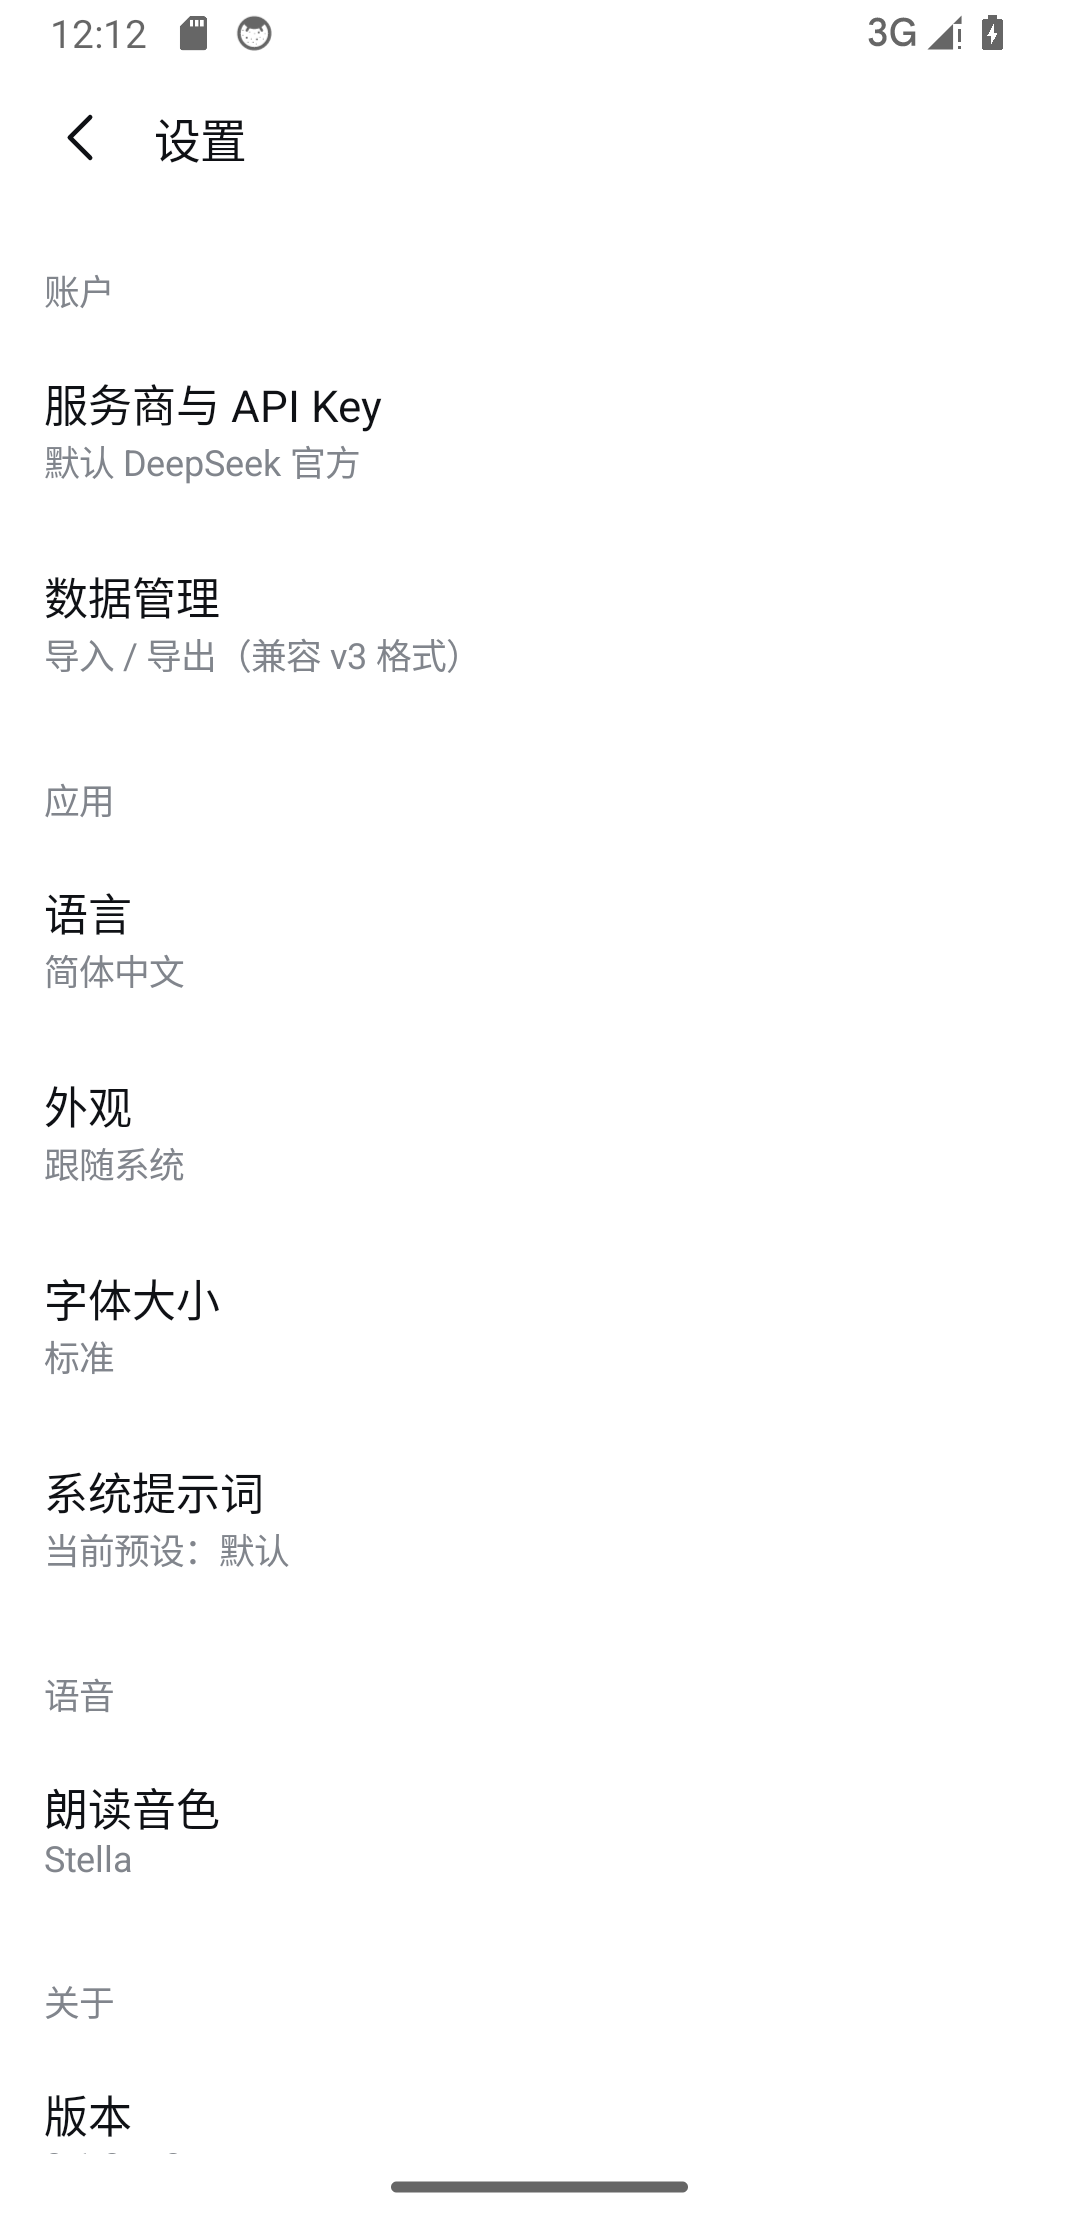 12:12
3G
设置
账户
服务商与 API Key
默认 DeepSeek 官方
数据管理
导入 / 导出（兼容 v3 格式）
应用
语言
简体中文
外观
跟随系统
字体大小
标准
系统提示词
当前预设：默认
语音
朗读音色
Stella
关于
版本